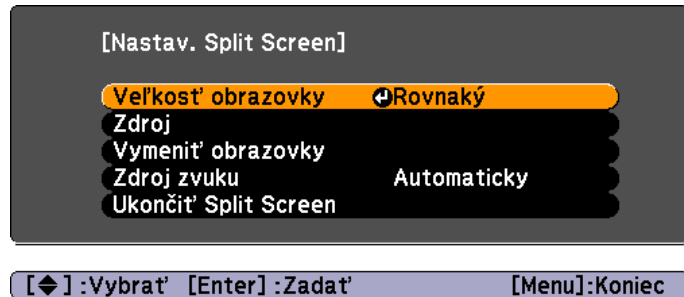 [Nastav. Split Screen]
Veľkosť obrazovky Rovnaký
Zdroj
Vymeniť obrazovky
Zdroj zvuku Automaticky
Ukončiť Split Screen
[◆] :Vybrať [Enter] :Zadať [Menu]:Koniec